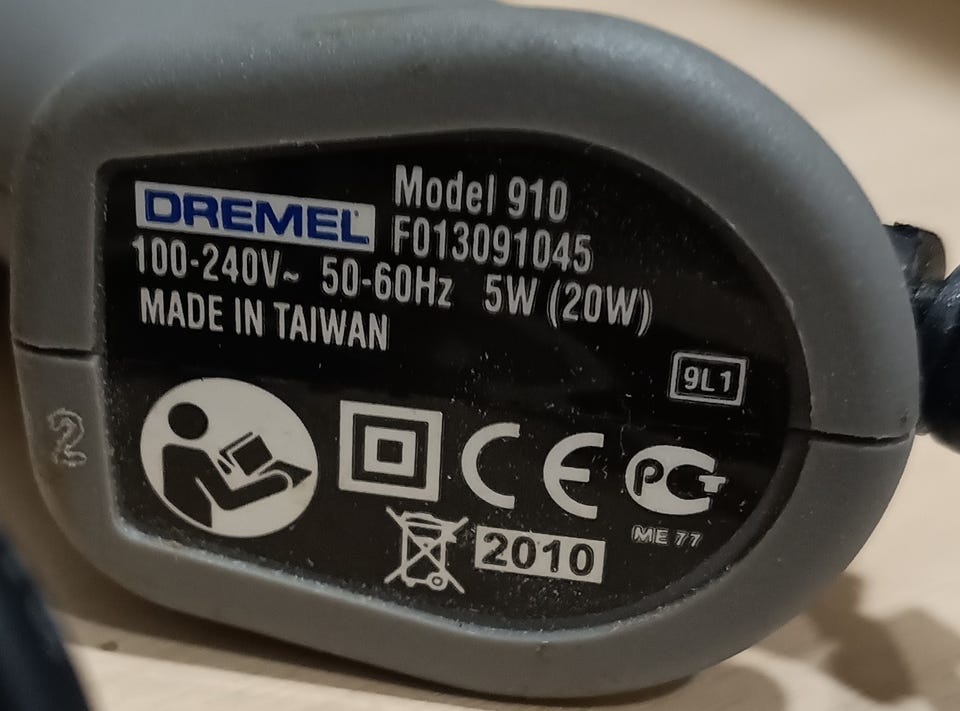 DREMEL
Model 910
F013091045
100-240V~ 50-60Hz 5W (20W)
MADE IN TAIWAN
9L1
2
CE
PCT
ME 77
2010